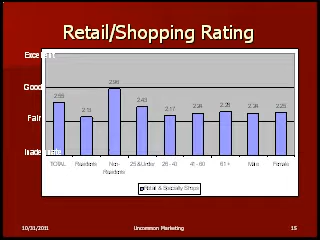 Retail/Shopping Rating
Excellent
Good
Fair
Inadequate
2.55
2.13
2.98
2.43
2.17
2.24
2.28
2.24
2.25
TOTAL Residents Non-Residents 25 & Under 26 - 40 41 - 60 61+ Male Female
Retail & Specialty Shops
10/31/2011 Uncommon Marketing 15